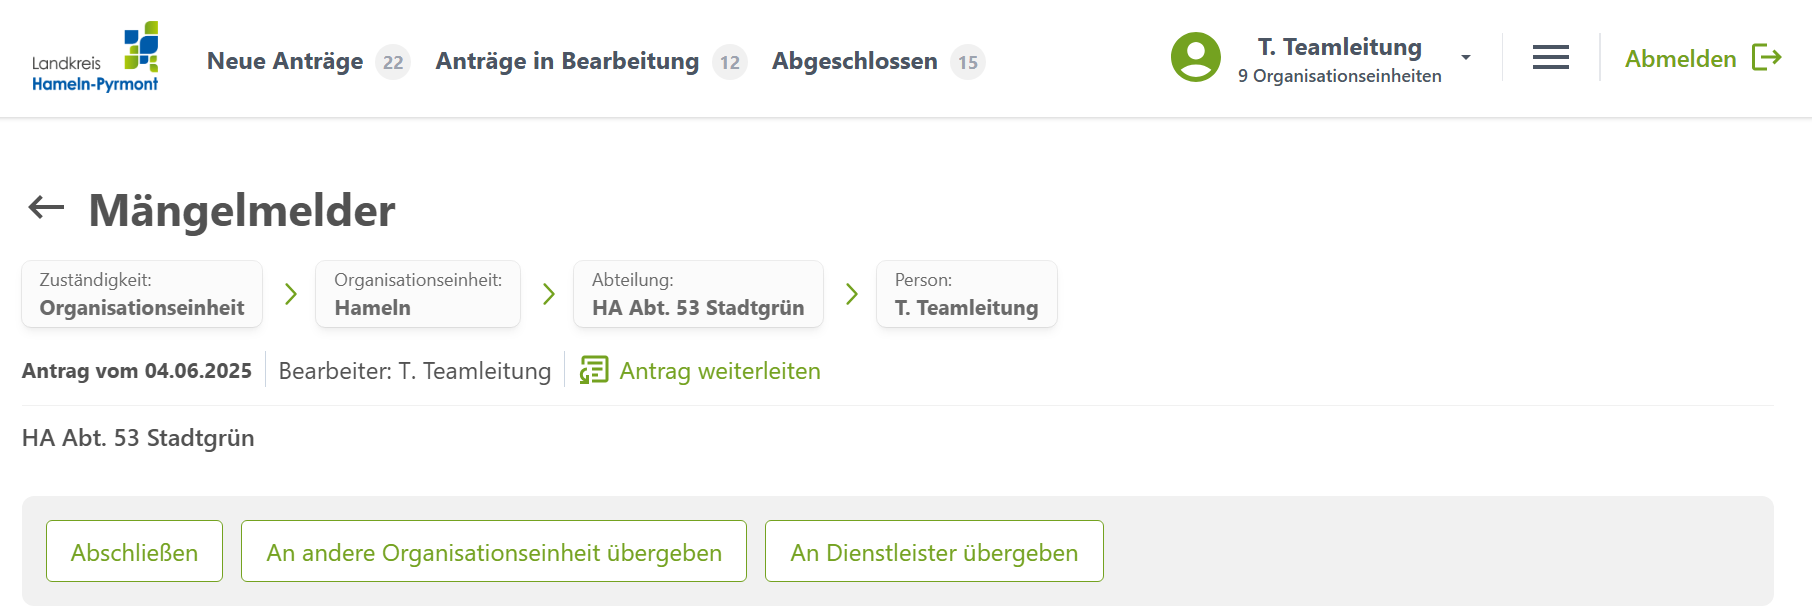 Landkreis
Hameln-Pyrmont
Neue Anträge 22 Anträge in Bearbeitung 12 Abgeschlossen 15
T. Teamleitung
9 Organisationseinheiten
Abmelden
Mängelmelder
Zuständigkeit:
Organisationseinheit
Organisationseinheit:
Hameln
Abteilung:
HA Abt. 53 Stadtgrün
Person:
T. Teamleitung
Antrag vom 04.06.2025 Bearbeiter: T. Teamleitung Antrag weiterleiten
HA Abt. 53 Stadtgrün
Abschließen An andere Organisationseinheit übergeben An Dienstleister übergeben